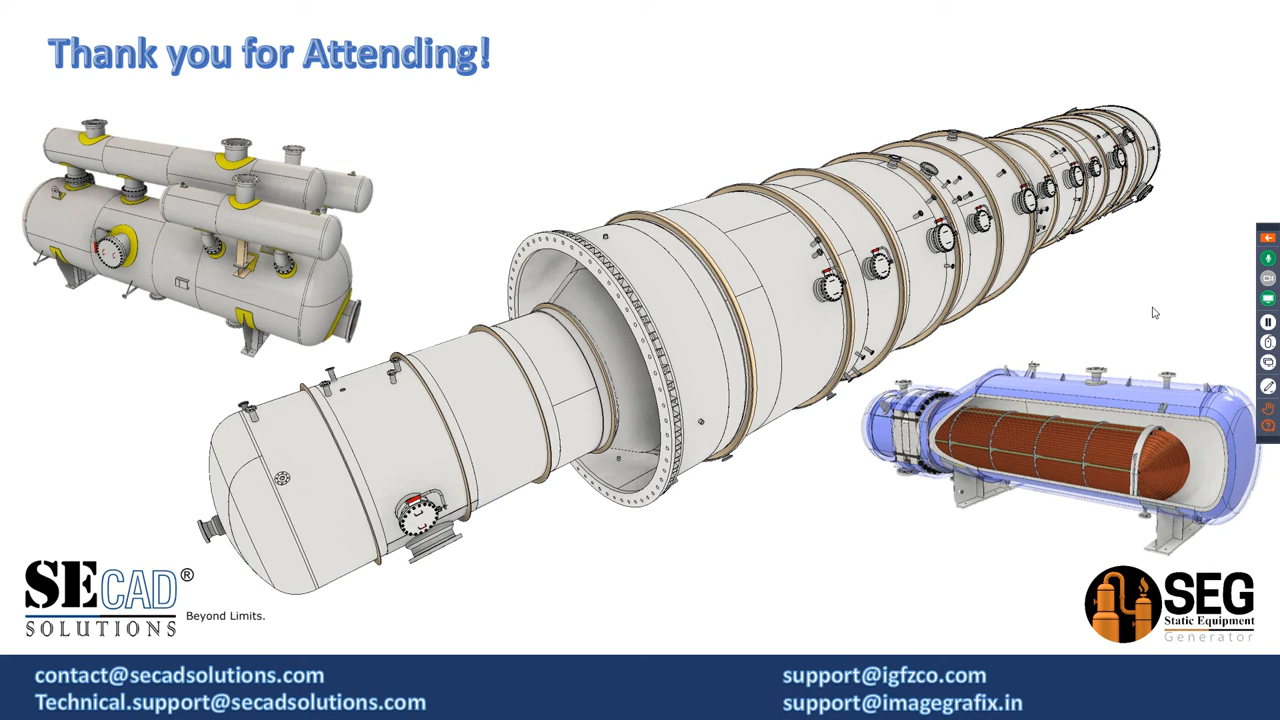 Thank you for Attending!
SECAD®
SOLUTIONS
Beyond Limits.
SEG
Static Equipment
Generator
contact@secadsolutions.com
Technical.support@secadsolutions.com
support@igfzco.com
support@imagegrafix.in